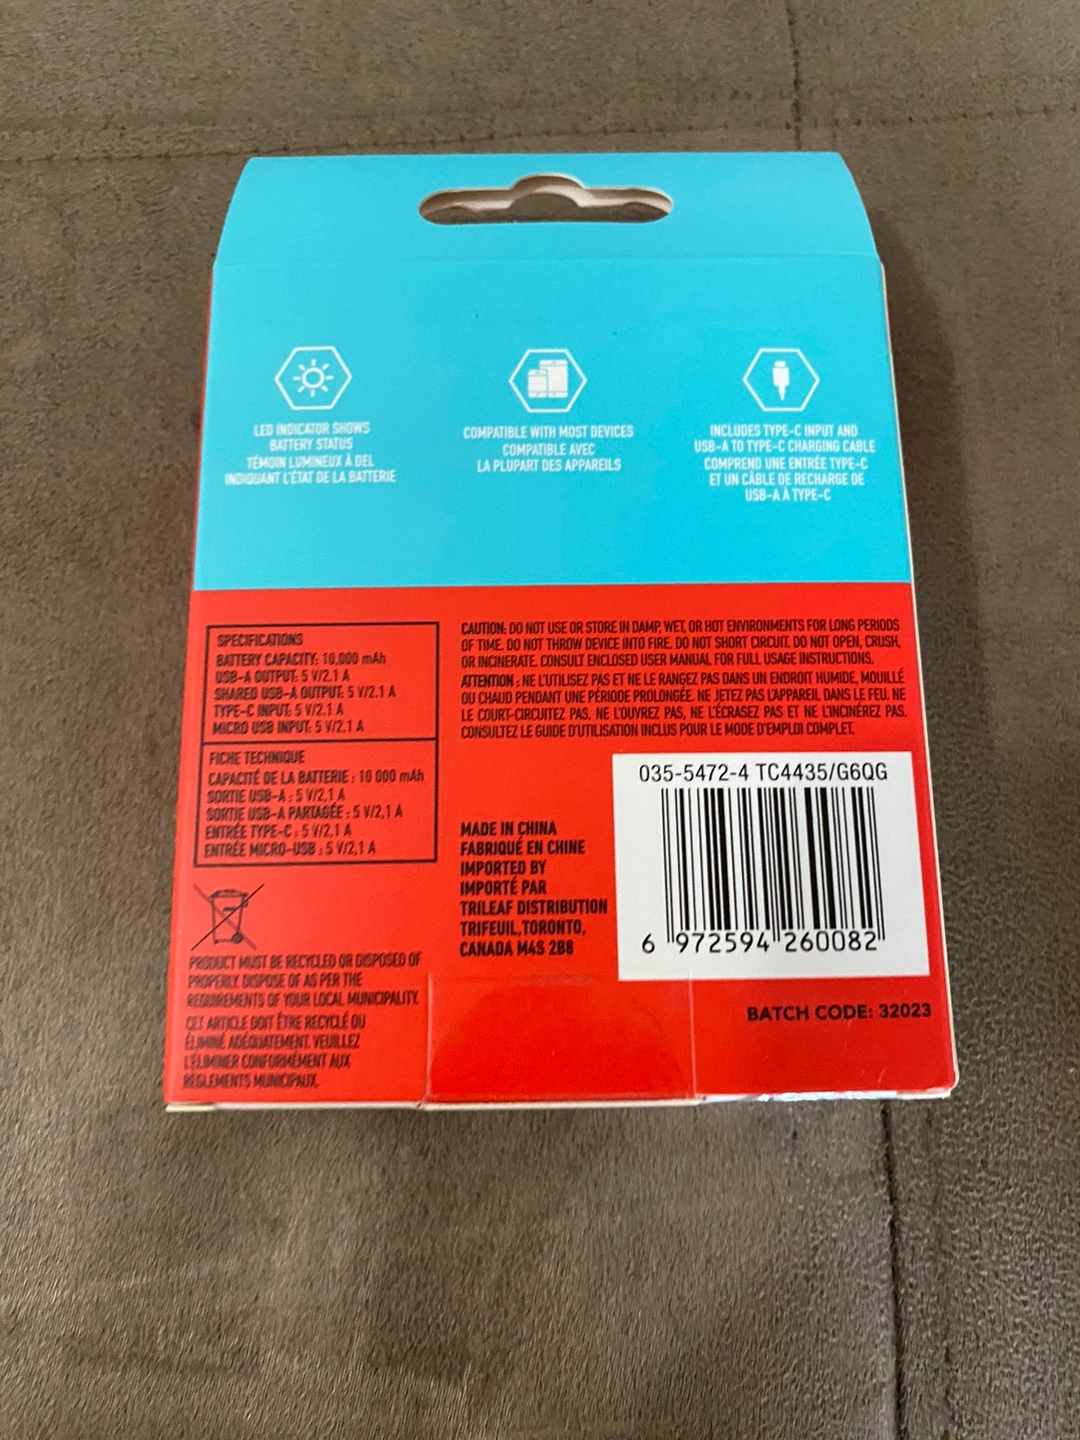 LED INDICATOR SHOWS
BATTERY STATUS
TÉMOIN LUMINEUX À DEL
INDIQUANT L'ÉTAT DE LA BATTERIE
COMPATIBLE WITH MOST DEVICES
COMPATIBLE AVEC
LA PLUPART DES APPAREILS
INCLUDES TYPE-C INPUT AND
USB-A TO TYPE-C CHARGING CABLE
COMPREND UNE ENTRÉE TYPE-C
ET UN CÂBLE DE RECHARGE DE
USB-A À TYPE-C
SPECIFICATIONS
BATTERY CAPACITY: 10,000 mAh
USB-A OUTPUT: 5 V/2.1 A
SHARED USB-A OUTPUT: 5 V/2.1 A
TYPE-C INPUT: 5 V/2.1 A
MICRO USB INPUT: 5 V/2.1 A
FICHE TECHNIQUE
CAPACITÉ DE LA BATTERIE : 10 000 mAh
SORTIE USB-A : 5 V/2,1 A
SORTIE USB-A PARTAGÉE : 5 V/2,1 A
ENTRÉE TYPE-C : 5 V/2,1 A
ENTRÉE MICRO-USB : 5 V/2,1 A
PRODUCT MUST BE RECYCLED OR DISPOSED OF
PROPERLY. DISPOSE OF AS PER THE
REQUIREMENTS OF YOUR LOCAL MUNICIPALITY.
CET ARTICLE DOIT ÊTRE RECYCLÉ OU
ÉLIMINÉ ADÉQUATEMENT. VEUILLEZ
L'ÉLIMINER CONFORMÉMENT AUX
RÈGLEMENTS MUNICIPAUX.
CAUTION: DO NOT USE OR STORE IN DAMP, WET, OR HOT ENVIRONMENTS FOR LONG PERIODS
OF TIME. DO NOT THROW DEVICE INTO FIRE. DO NOT SHORT CIRCUIT. DO NOT OPEN, CRUSH,
OR INCINERATE. CONSULT ENCLOSED USER MANUAL FOR FULL USAGE INSTRUCTIONS.
ATTENTION : NE L'UTILISEZ PAS ET NE LE RANGEZ PAS DANS UN ENDROIT HUMIDE, MOUILLÉ
OU CHAUD PENDANT UNE PÉRIODE PROLONGÉE. NE JETEZ PAS L'APPAREIL DANS LE FEU. NE
LE COURT-CIRCUITEZ PAS. NE L'OUVREZ PAS, NE L'ÉCRASEZ PAS ET NE L'INCINÉREZ PAS.
CONSULTEZ LE GUIDE D'UTILISATION INCLUS POUR LE MODE D'EMPLOI COMPLET.
MADE IN CHINA
FABRIQUÉ EN CHINE
IMPORTED BY
IMPORTÉ PAR
TRILEAF DISTRIBUTION
TRIFEUIL,TORONTO,
CANADA M4S 2B8
035-5472-4 TC4435/G6QG
6 972594 260082
BATCH CODE: 32023